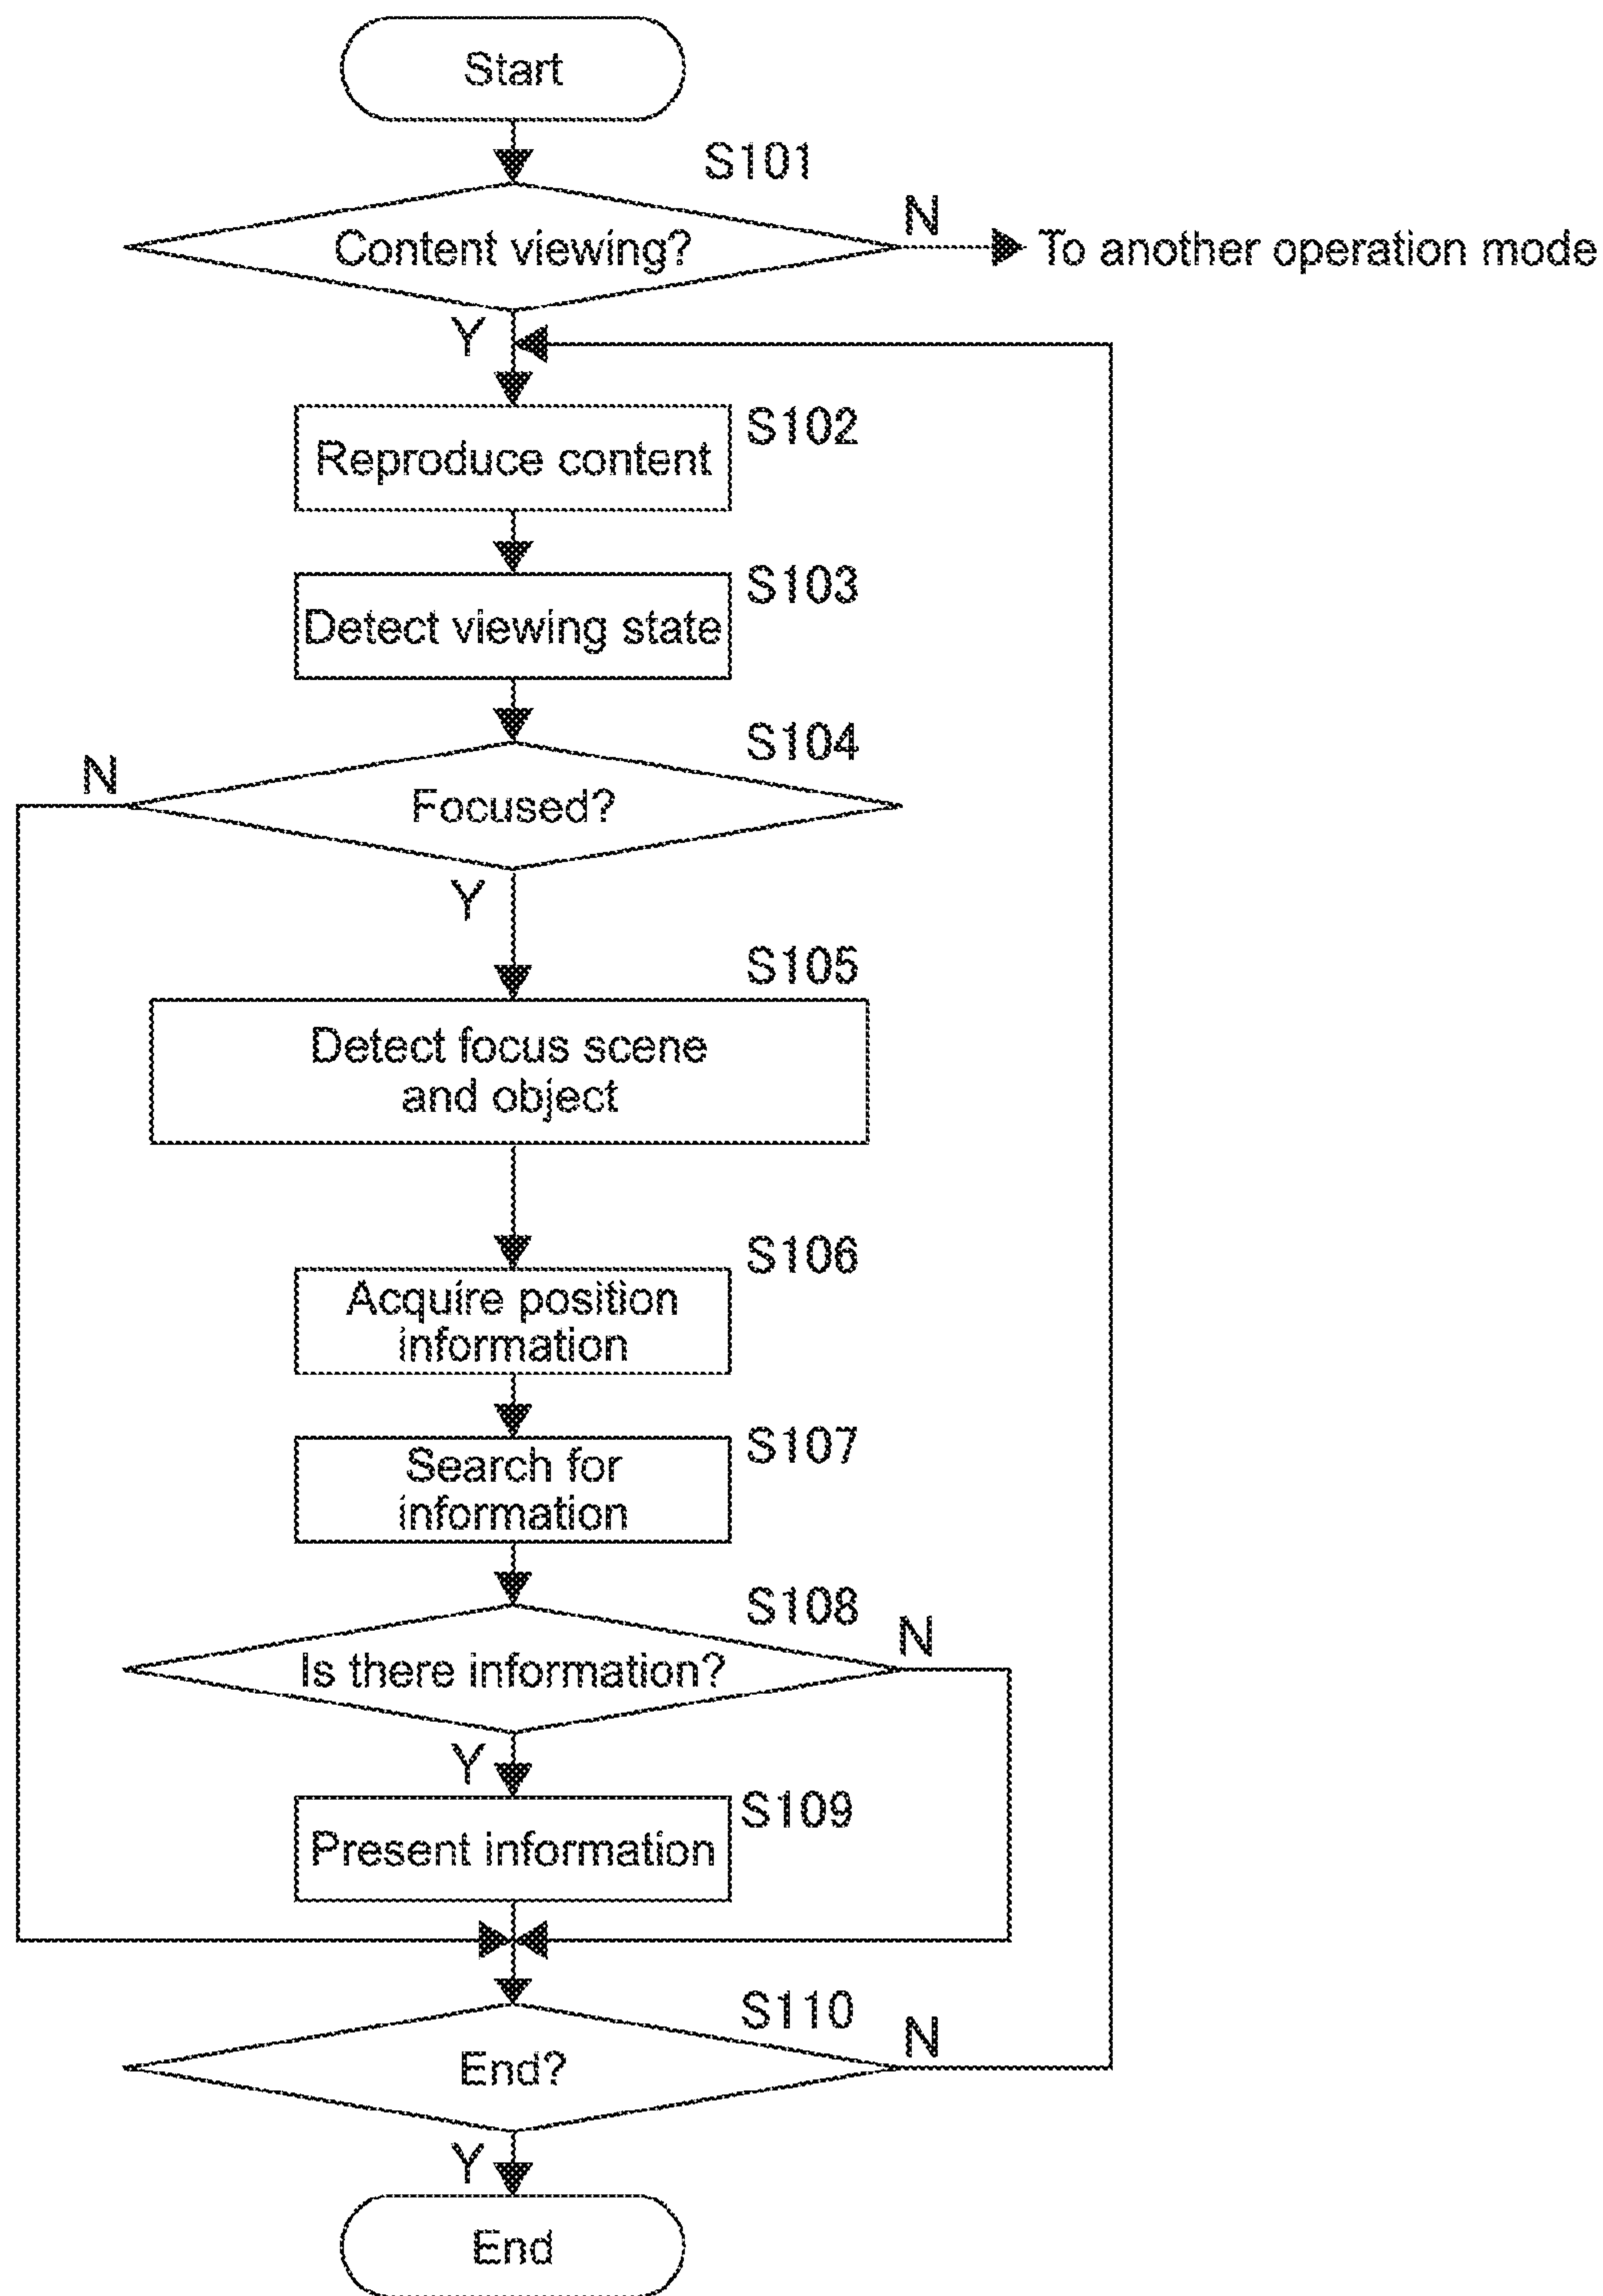 Start
S101
Content viewing?
N
To another operation mode
Y
S102
Reproduce content
S103
Detect viewing state
S104
N
Focused?
Y
S105
Detect focus scene
and object
S106
Acquire position
information
S107
Search for
information
S108
N
Is there information?
Y
S109
Present information
S110
N
End?
Y
End